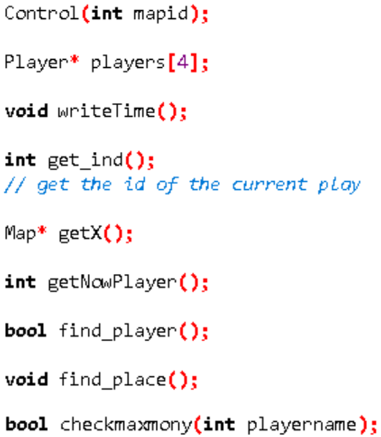 Control(int mapid);
Player* players[4];
void writeTime();
int get_ind();
// get the id of the current play
Map* getX();
int getNowPlayer();
bool find_player();
void find_place();
bool checkmaxmony(int playername);